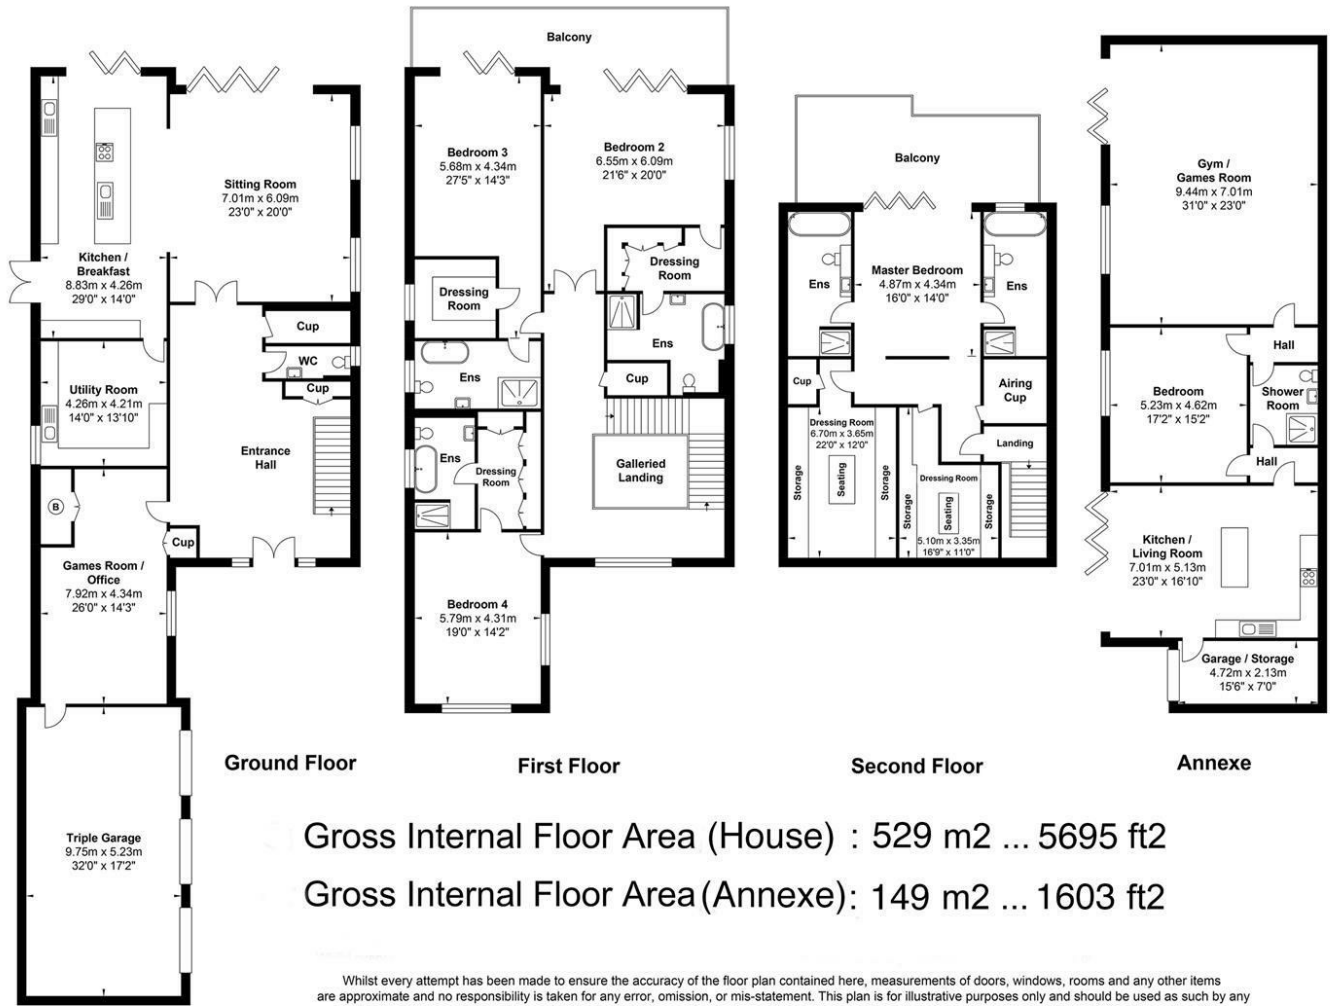 Balcony
Bedroom 3
5.68m x 4.34m
27'5" x 14'3"
Bedroom 2
6.55m x 6.09m
21'6" x 20'0"
Sitting Room
7.01m x 6.09m
23'0" x 20'0"
Kitchen /
Breakfast
8.83m x 4.26m
29'0" x 14'0"
Cup
WC
Cup
Utility Room
4.26m x 4.21m
14'0" x 13'10"
Entrance
Hall
B
Cup
Games Room /
Office
7.92m x 4.34m
26'0" x 14'3"
Triple Garage
9.75m x 5.23m
32'0" x 17'2"
Ground Floor
Dressing
Room
Dressing
Room
Ens
Ens
Cup
Ens
Dressing
Room
Galleried
Landing
Bedroom 4
5.79m x 4.31m
19'0" x 14'2"
First Floor
Balcony
Ens
Master Bedroom
4.87m x 4.34m
16'0" x 14'0"
Ens
Cup
Airing
Cup
Dressing Room
6.70m x 3.65m
22'0" x 12'0"
Landing
Storage
Seating
Storage
Dressing Room
Storage
Seating
Storage
5.10m x 3.35m
16'9" x 11'0"
Second Floor
Gym /
Games Room
9.44m x 7.01m
31'0" x 23'0"
Hall
Bedroom
5.23m x 4.62m
17'2" x 15'2"
Shower
Room
Hall
Kitchen /
Living Room
7.01m x 5.13m
23'0" x 16'10"
Garage / Storage
4.72m x 2.13m
15'6" x 7'0"
Annexe
Gross Internal Floor Area (House) : 529 m2 ... 5695 ft2
Gross Internal Floor Area (Annexe): 149 m2 ... 1603 ft2
Whilst every attempt has been made to ensure the accuracy of the floor plan contained here, measurements of doors, windows, rooms and any other items
are approximate and no responsibility is taken for any error, omission, or mis-statement. This plan is for illustrative purposes only and should be used as such by any